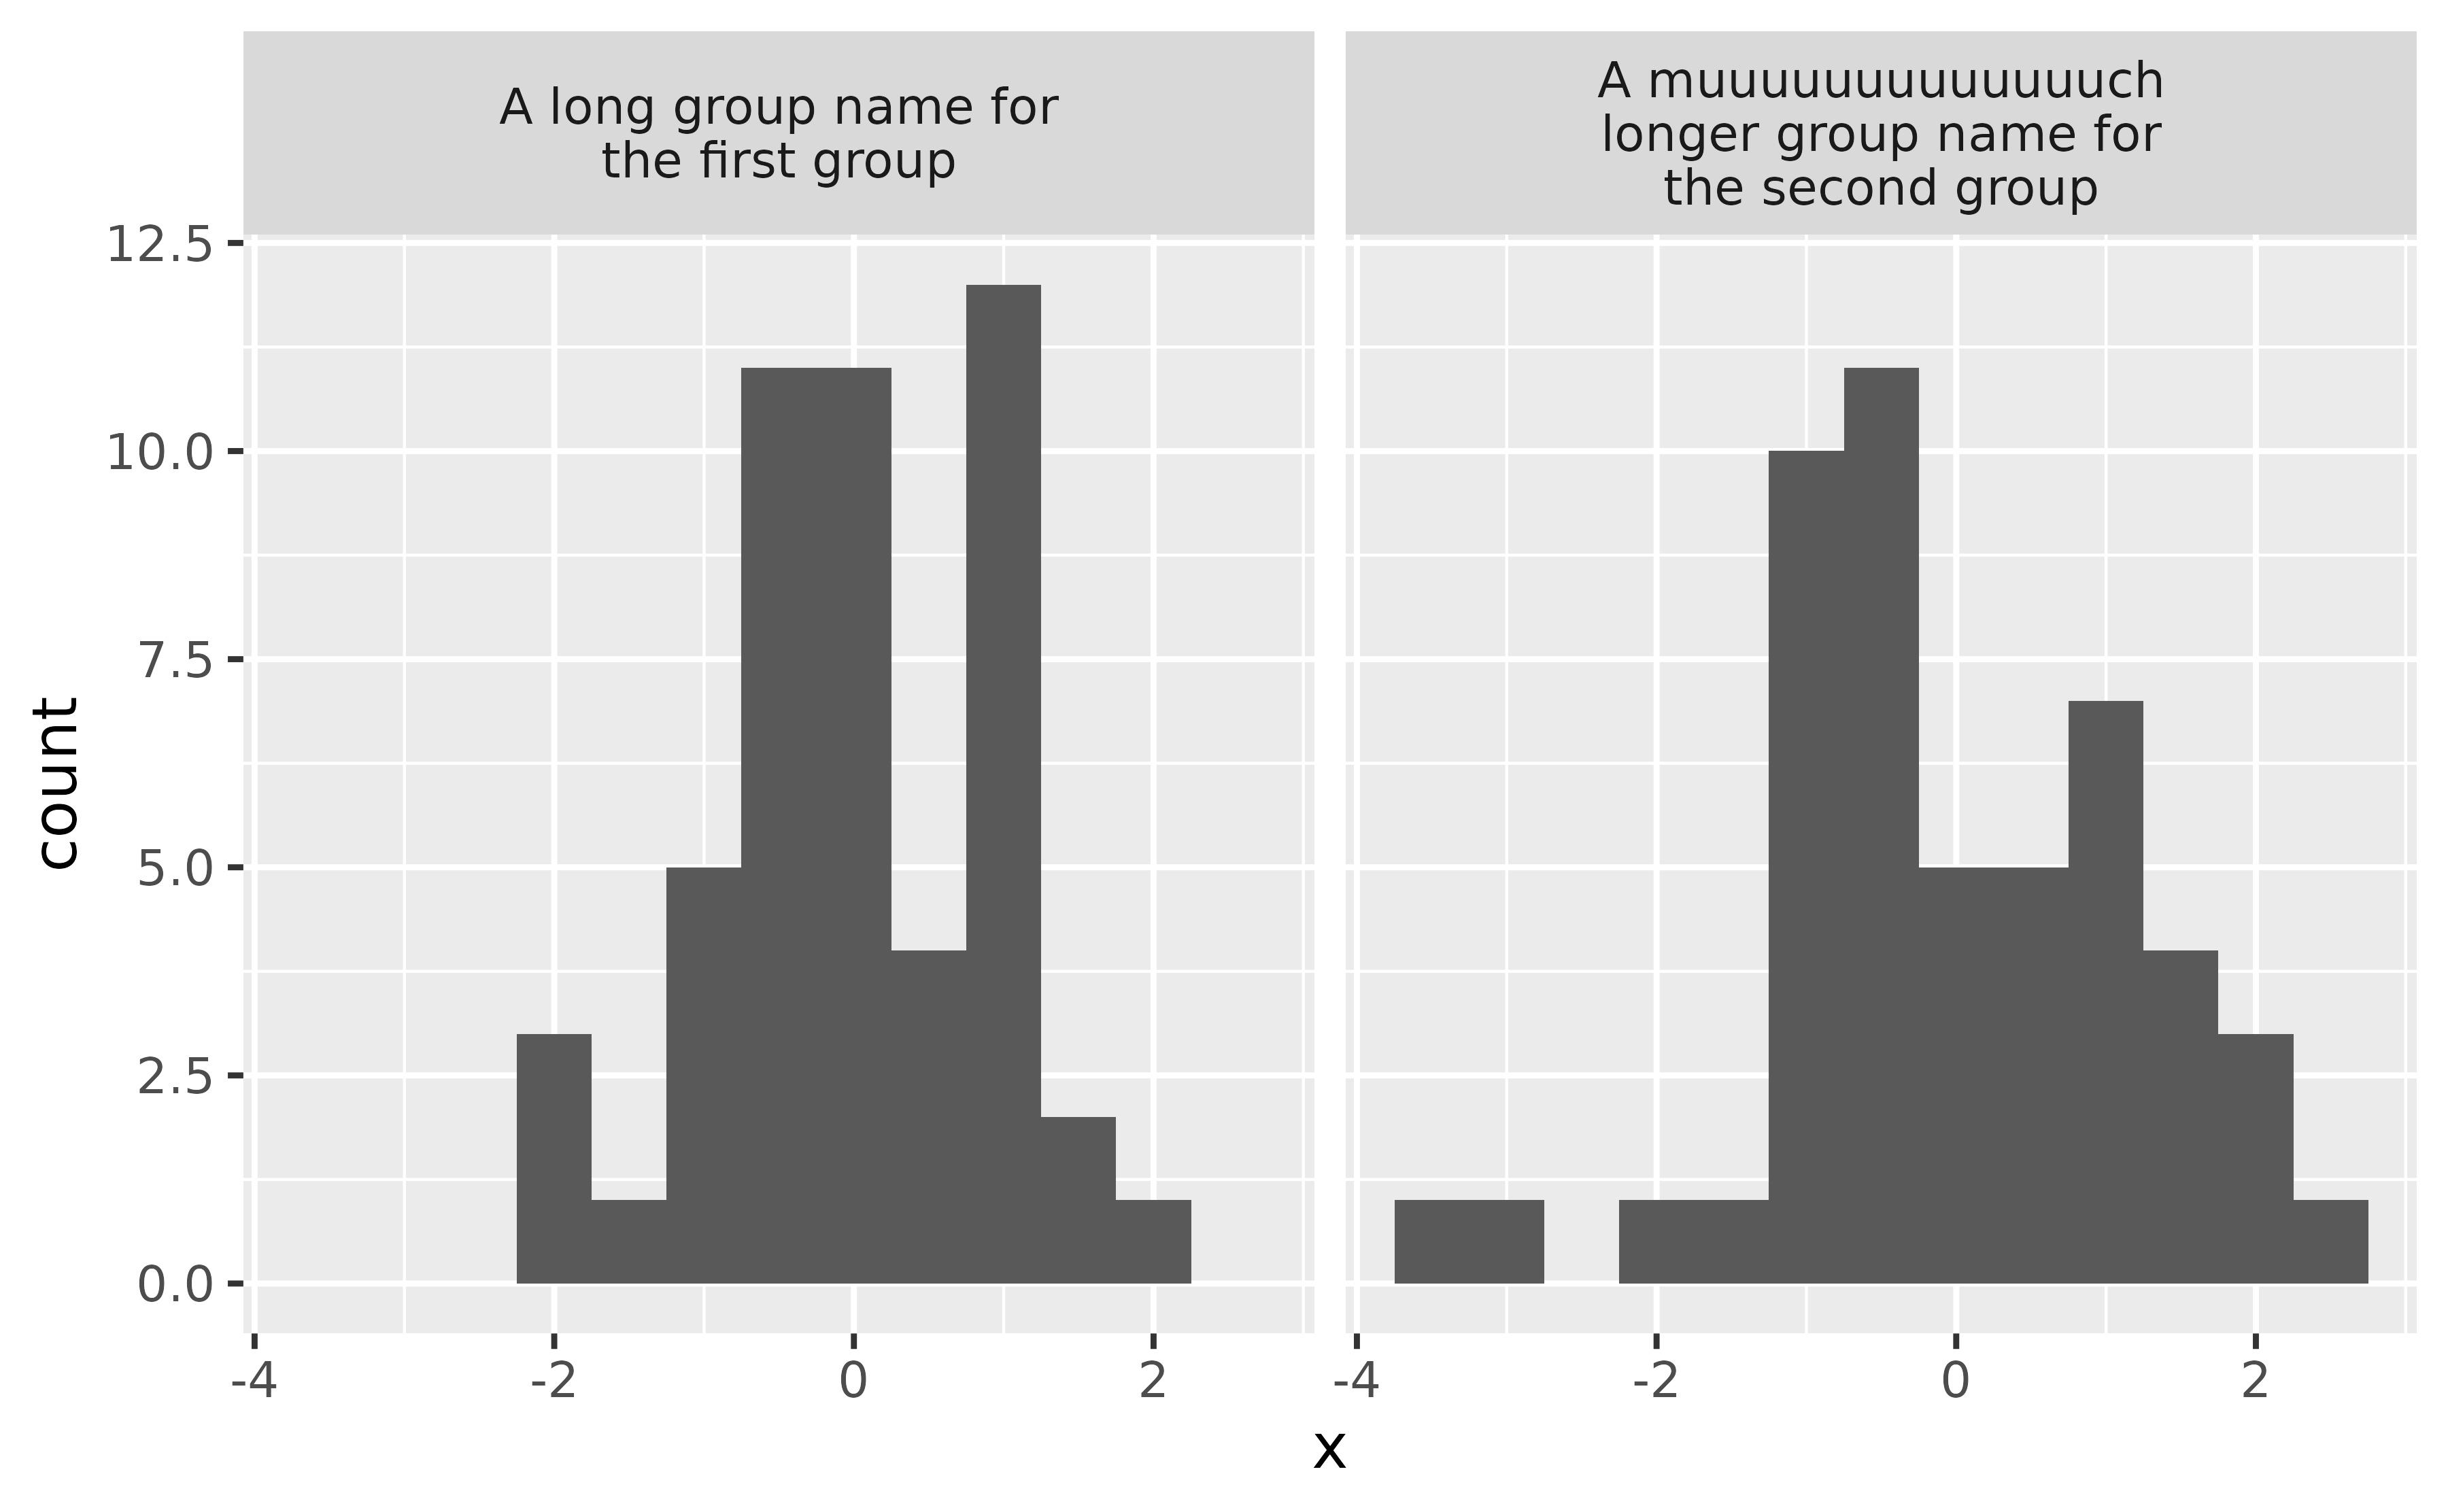 A long group name for
the first group
A muuuuuuuuuuuuuuch
longer group name for
the second group
12.5
10.0
7.5
5.0
2.5
0.0
count
-4 -2 0 2 -4 -2 0 2
x